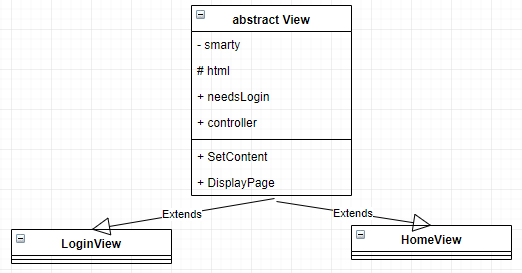 abstract View
- smarty
# html
+ needsLogin
+ controller
+ SetContent
+ DisplayPage
Extends
Extends
LoginView
HomeView